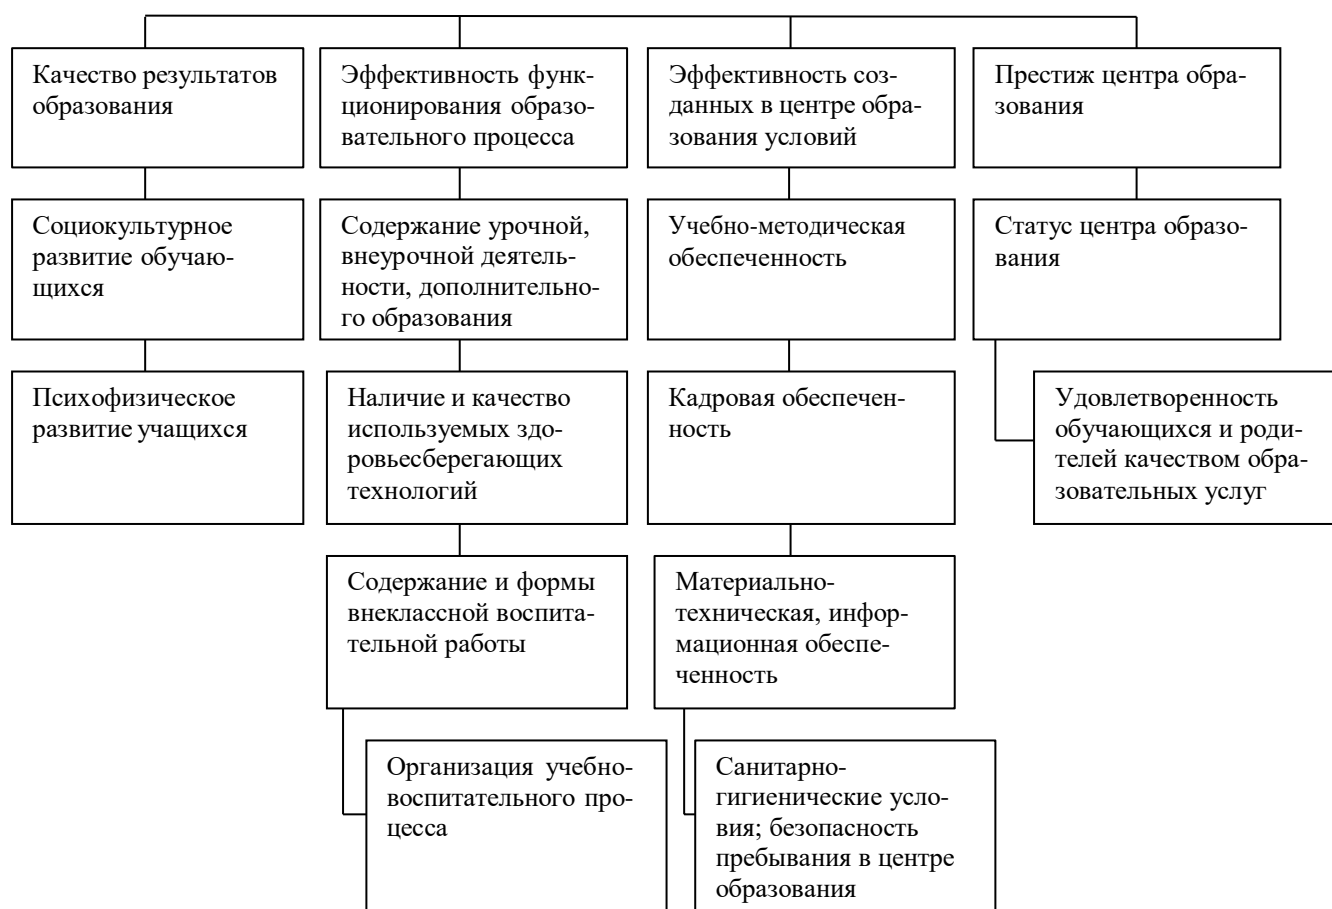 Качество результатов
образования
Эффективность функ-
ционирования образо-
вательного процесса
Эффективность соз-
данных в центре обра-
зования условий
Престиж центра обра-
зования
Социокультурное
развитие обучаю-
щихся
Содержание урочной,
внеурочной деятель-
ности, дополнительно-
го образования
Учебно-методическая
обеспеченность
Статус центра образо-
вания
Психофизическое
развитие учащихся
Наличие и качество
используемых здо-
ровьесберегающих
технологий
Кадровая обеспечен-
ность
Удовлетворенность
обучающихся и роди-
телей качеством обра-
зовательных услуг
Содержание и формы
внеклассной воспита-
тельной работы
Материально-
техническая, инфор-
мационная обеспе-
ченность
Организация учебно-
воспитательного про-
цесса
Санитарно-
гигиенические усло-
вия; безопасность
пребывания в центре
образования